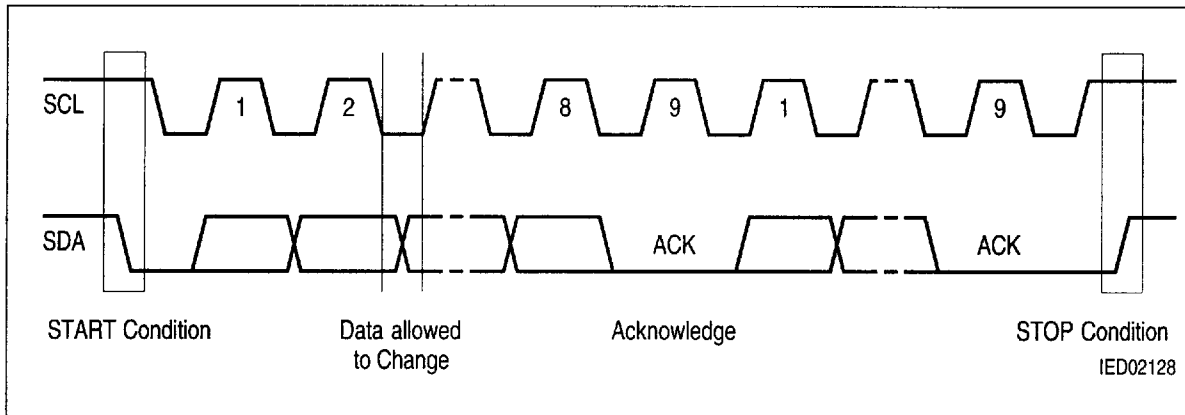 SCL 1 2 8 9 1 9
SDA ACK ACK
START Condition
Data allowed
to Change
Acknowledge
STOP Condition
IED02128